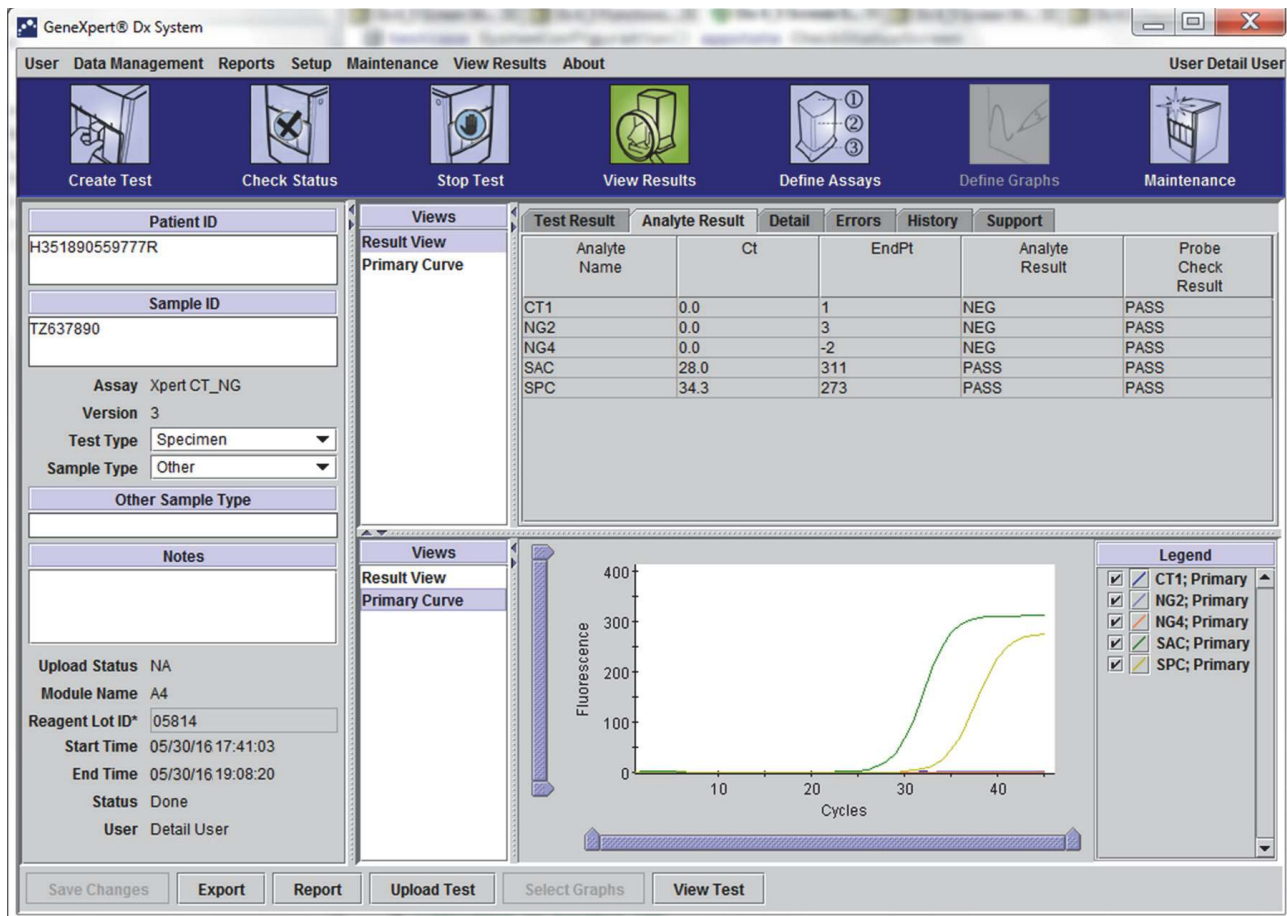 GeneXpert® Dx System
User Data Management Reports Setup Maintenance View Results About User Detail User
Create Test Check Status Stop Test View Results Define Assays Define Graphs Maintenance
① ② ③
Patient ID
H351890559777R
Sample ID
TZ637890
Assay Xpert CT_NG
Version 3
Test Type Specimen
Sample Type Other
Other Sample Type
Notes
Upload Status NA
Module Name A4
Reagent Lot ID* 05814
Start Time 05/30/16 17:41:03
End Time 05/30/16 19:08:20
Status Done
User Detail User
Views
Result View
Primary Curve
Test Result Analyte Result Detail Errors History Support
Analyte Name Ct EndPt Analyte Result Probe Check Result
CT1 0.0 1 NEG PASS
NG2 0.0 3 NEG PASS
NG4 0.0 -2 NEG PASS
SAC 28.0 311 PASS PASS
SPC 34.3 273 PASS PASS
Views
Result View
Primary Curve
Fluorescence
400
300
200
100
0
10 20 30 40
Cycles
Legend
CT1; Primary
NG2; Primary
NG4; Primary
SAC; Primary
SPC; Primary
Save Changes Export Report Upload Test Select Graphs View Test